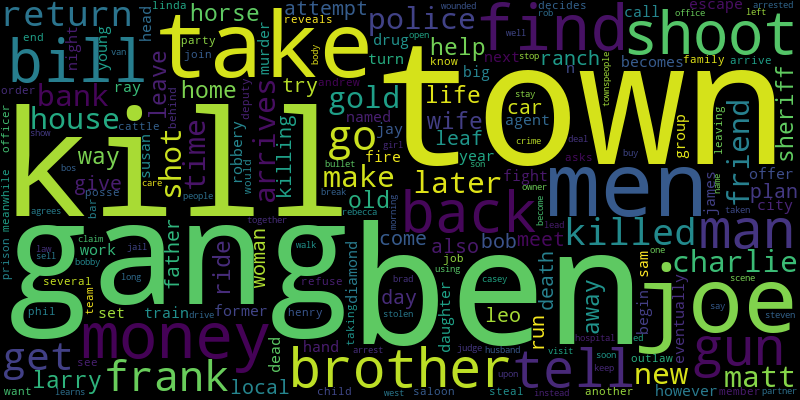 return bill take find shoot
head attempt police horse
linda reveals wounded rob decides arrested
end party van join night young
murder body drug open turn
help call office well escape left
next big ranch becomes arrive n
order bank ray house home
leave try gold life wife car
know stop stay family townspeople
kill town
officer show deputy behind andrew
cattle named jay leaf year agent
way shot time arrives killing go
give susan robbery would fire
posse bar bos care people
girl bullet son crime deal asks buy
make later old men
group leaving friend sheriff
james name offer plan city
prison meanwhile agrees
gang ben back killed man
fight owner become
father ride woman also bob meet
come death away charlie
together break rebecca morning taken lead
claim work jail law sell bobby
several long team
day job run sam begin joe
refuse walk using casey brad
one scene say steven
phil set train drive former
taking diamond leo daughter
henry stolen hospital ed
money brother tell gun
see dead hand arrest judge husband
visit soon outlaw eventually
get frank new matt
want learns larry local child
west saloon upon steal instead
another however member partner